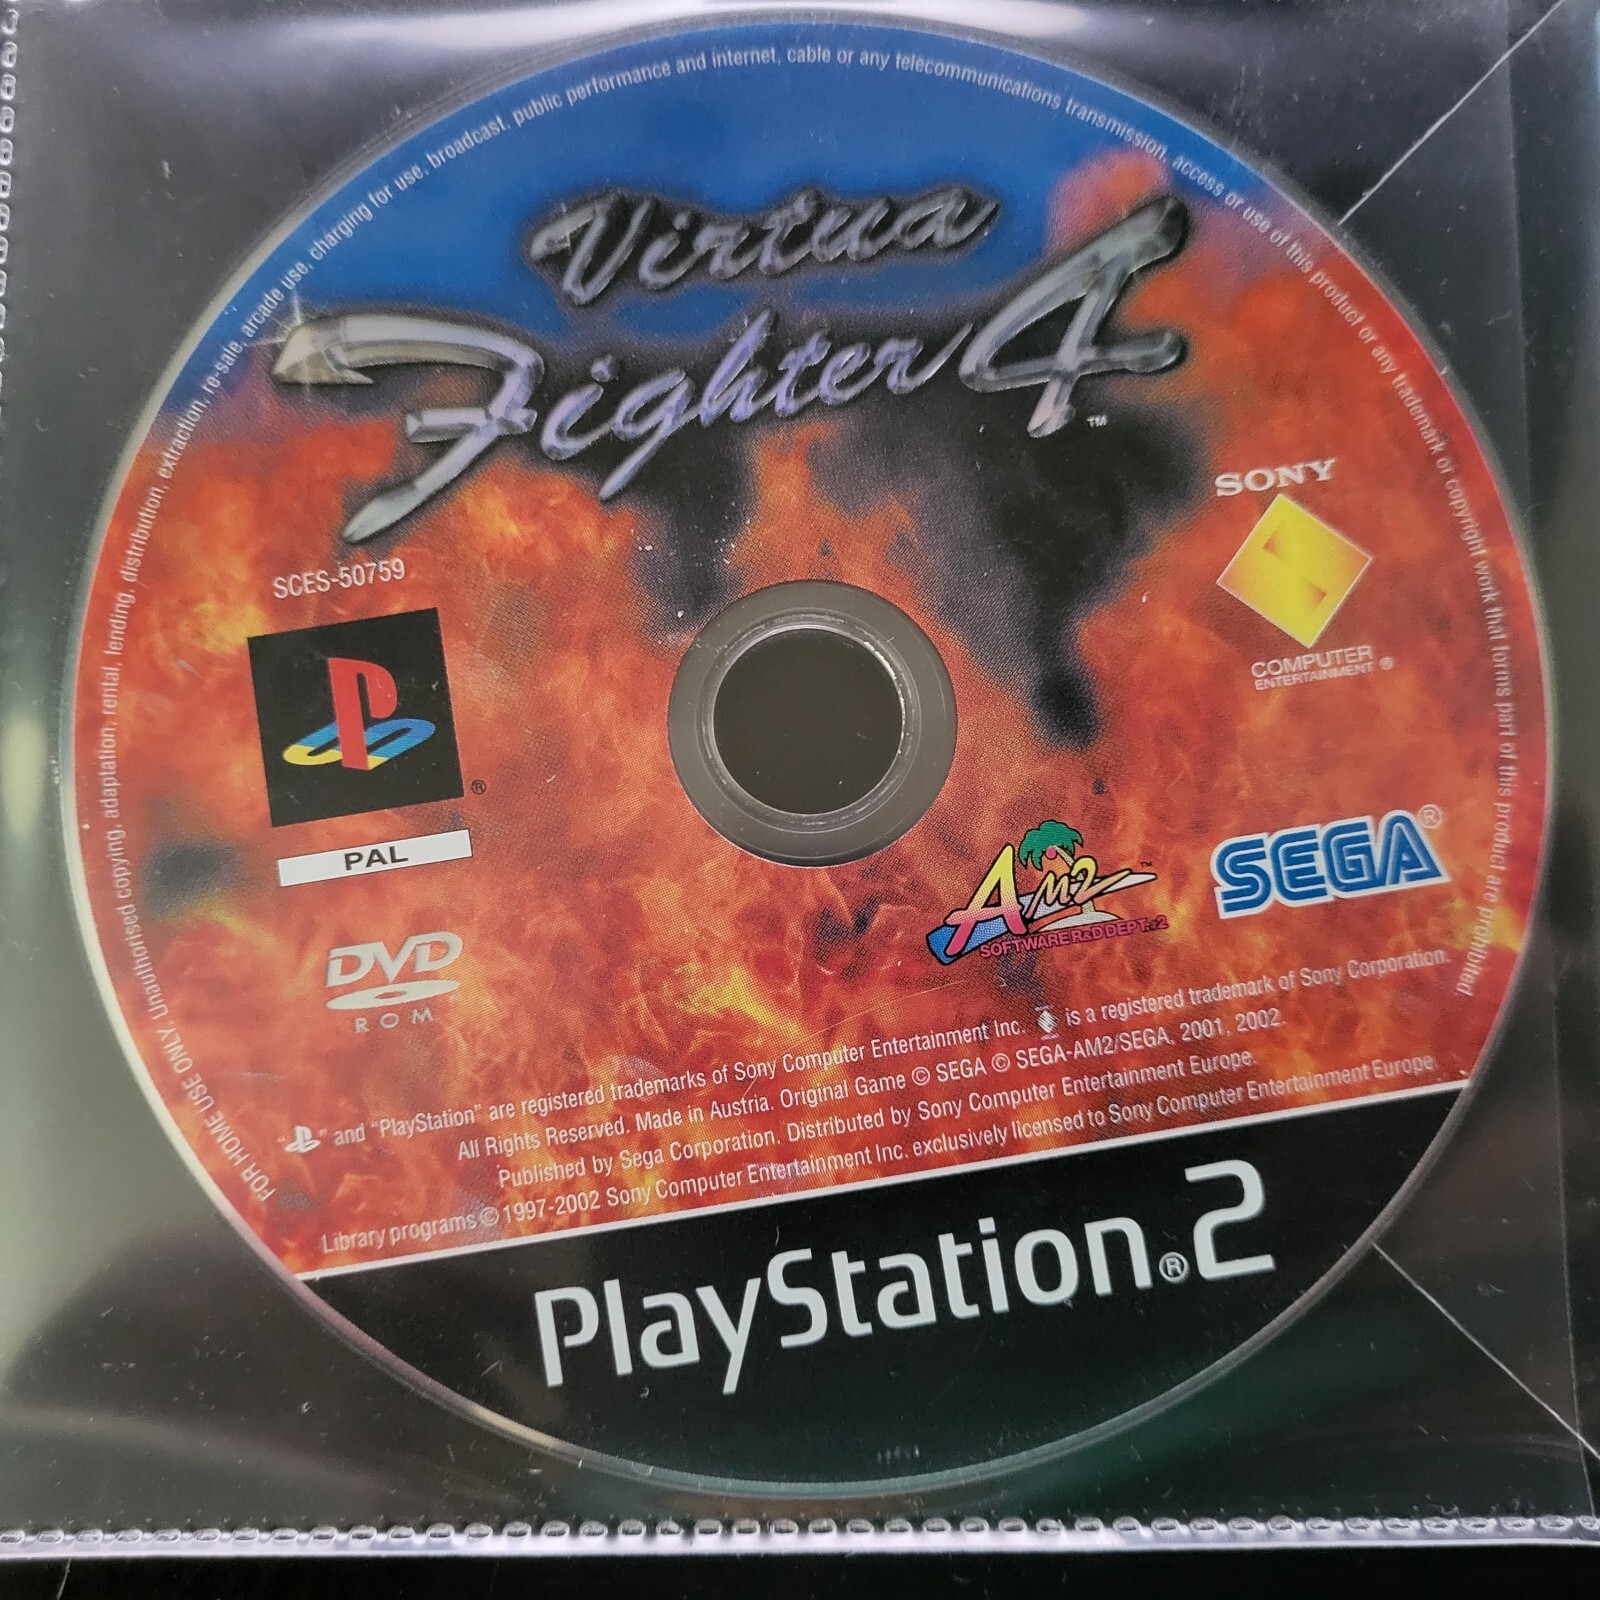 FOR HOME USE ONLY. Unauthorised copying, adaptation, rental, lending, distribution, extraction, re-sale, arcade use, charging for use, broadcast, public performance and internet, cable or any telecommunications transmission, access or use of this product or any trademark or copyright work that forms part of this product are prohibited.
Virtua
Fighter 4
™
SONY
SCES-50759
COMPUTER
ENTERTAINMENT ®
®
PAL
SEGA®
AM2 ™
SOFTWARE R&D DEPT.#2
DVD
ROM
" " and "PlayStation" are registered trademarks of Sony Computer Entertainment Inc. is a registered trademark of Sony Corporation.
All Rights Reserved. Made in Austria. Original Game © SEGA © SEGA-AM2/SEGA, 2001, 2002.
Published by Sega Corporation. Distributed by Sony Computer Entertainment Europe.
Library programs © 1997-2002 Sony Computer Entertainment Inc. exclusively licensed to Sony Computer Entertainment Europe.
PlayStation®2